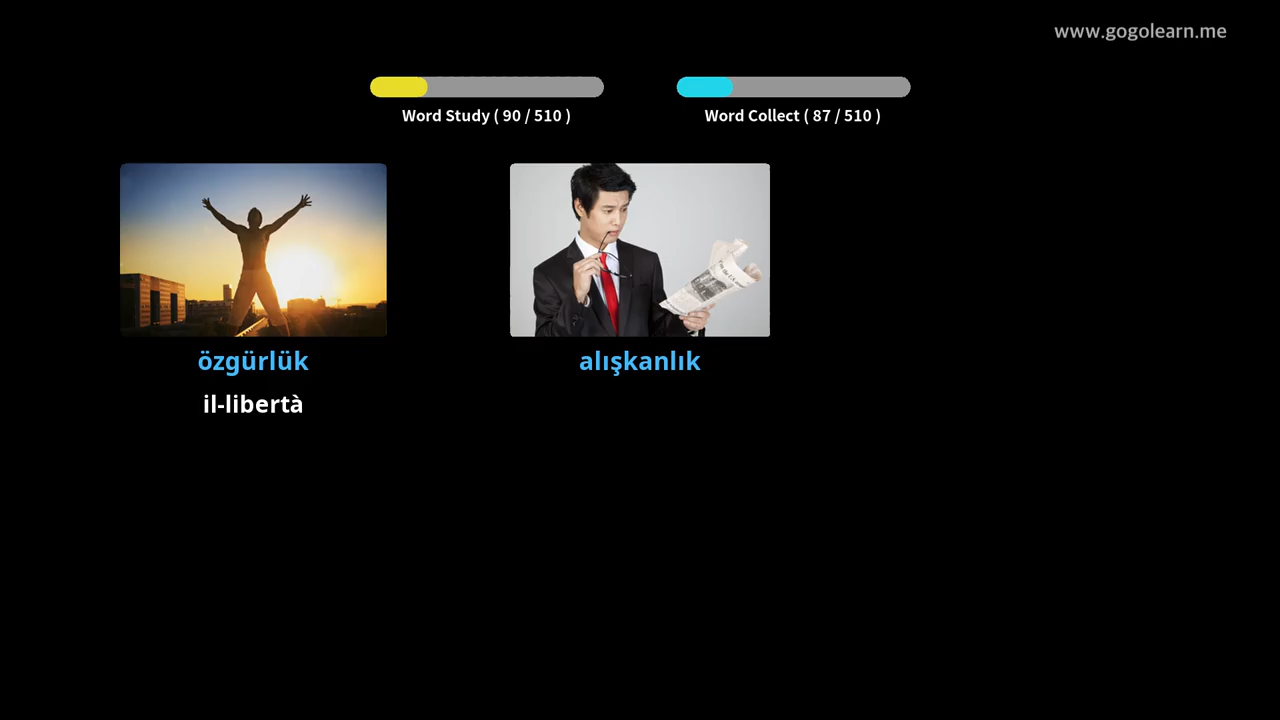 www.gogolearn.me
Word Study ( 90 / 510 )
Word Collect ( 87 / 510 )
özgürlük
alışkanlık
il-libertà